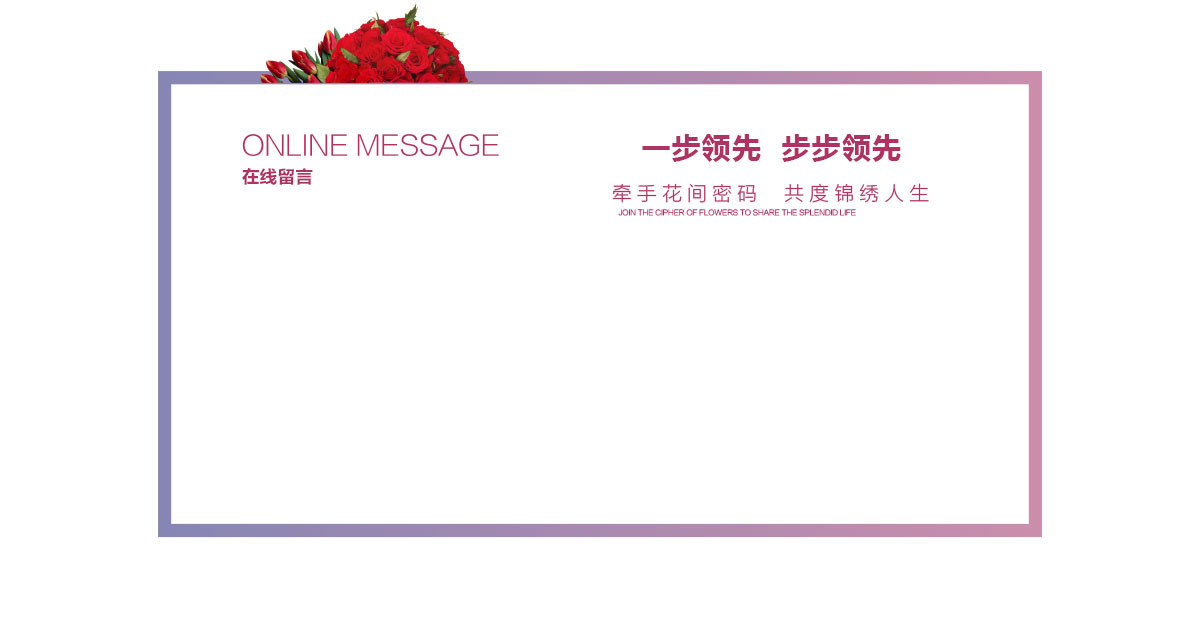 ONLINE MESSAGE
在线留言
一步领先 步步领先
牵手花间密码 共度锦绣人生
JOIN THE CIPHER OF FLOWERS TO SHARE THE SPLENDID LIFE